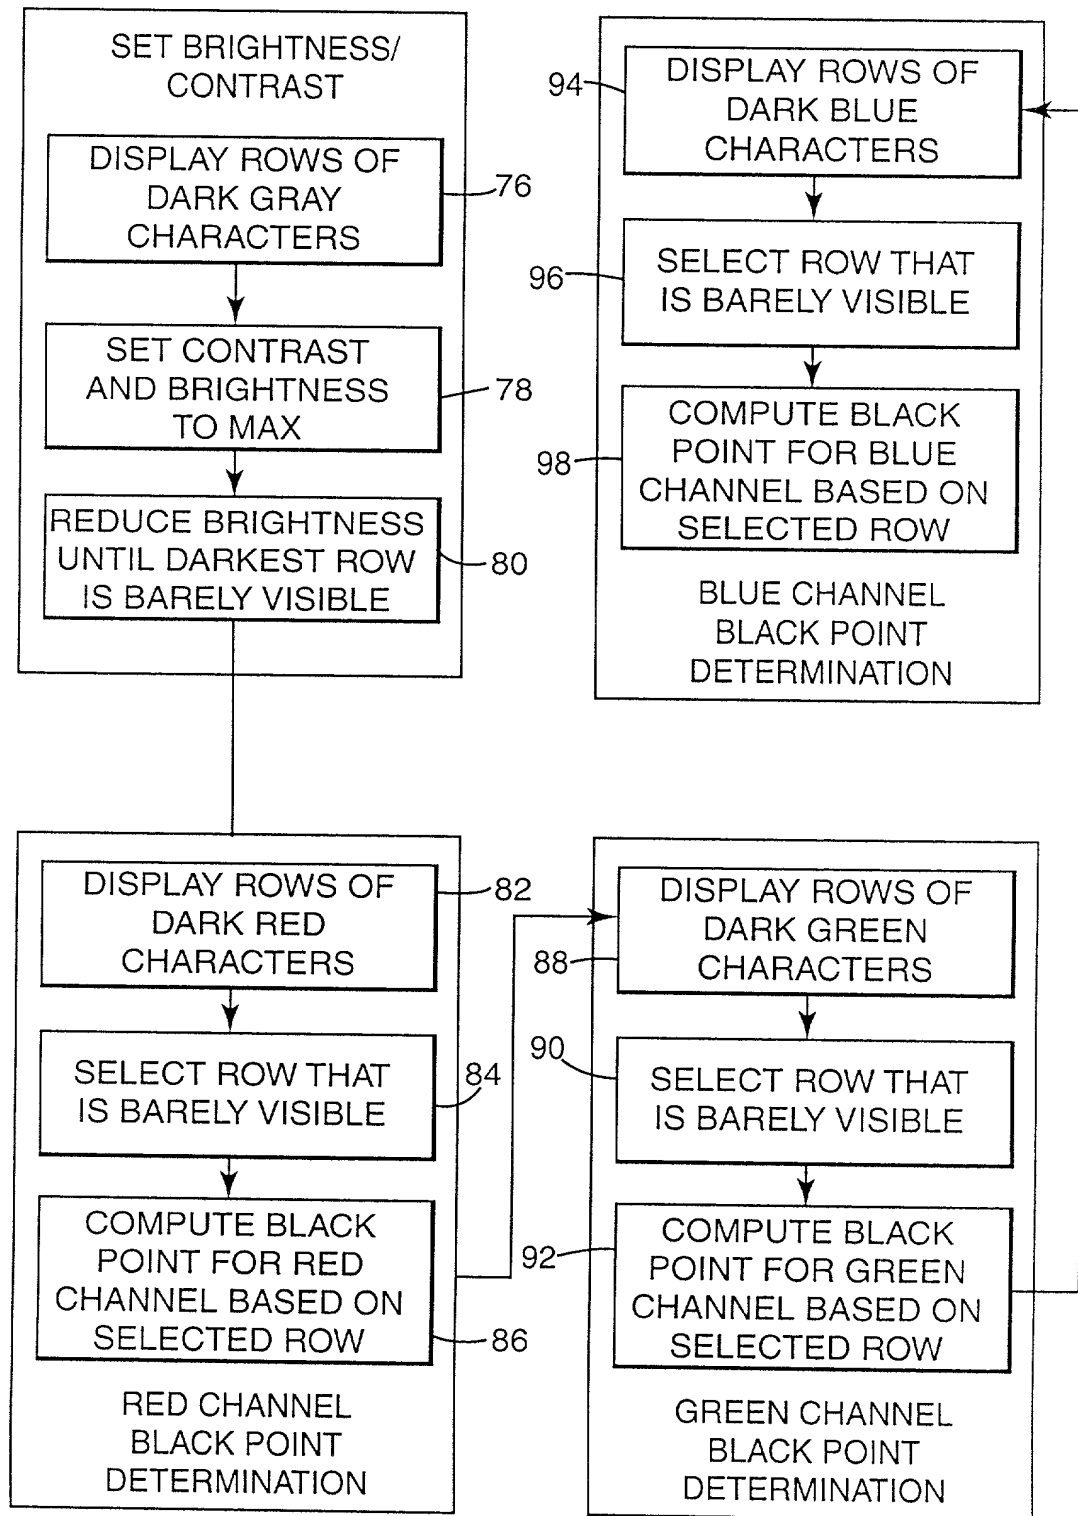 SET BRIGHTNESS/
CONTRAST
DISPLAY ROWS OF
DARK GRAY
CHARACTERS
76
SET CONTRAST
AND BRIGHTNESS
TO MAX
78
REDUCE BRIGHTNESS
UNTIL DARKEST ROW
IS BARELY VISIBLE
80
DISPLAY ROWS OF
DARK RED
CHARACTERS
82
SELECT ROW THAT
IS BARELY VISIBLE
84
COMPUTE BLACK
POINT FOR RED
CHANNEL BASED ON
SELECTED ROW
86
RED CHANNEL
BLACK POINT
DETERMINATION
DISPLAY ROWS OF
DARK GREEN
CHARACTERS
88
SELECT ROW THAT
IS BARELY VISIBLE
90
COMPUTE BLACK
POINT FOR GREEN
CHANNEL BASED ON
SELECTED ROW
92
GREEN CHANNEL
BLACK POINT
DETERMINATION
DISPLAY ROWS OF
DARK BLUE
CHARACTERS
94
SELECT ROW THAT
IS BARELY VISIBLE
96
COMPUTE BLACK
POINT FOR BLUE
CHANNEL BASED ON
SELECTED ROW
98
BLUE CHANNEL
BLACK POINT
DETERMINATION